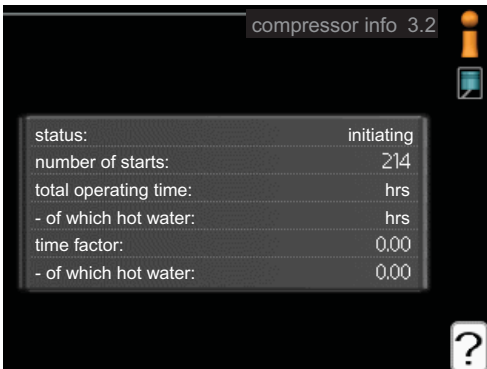 compressor info 3.2
status: initiating
number of starts: 214
total operating time: hrs
- of which hot water: hrs
time factor: 0.00
- of which hot water: 0.00
?